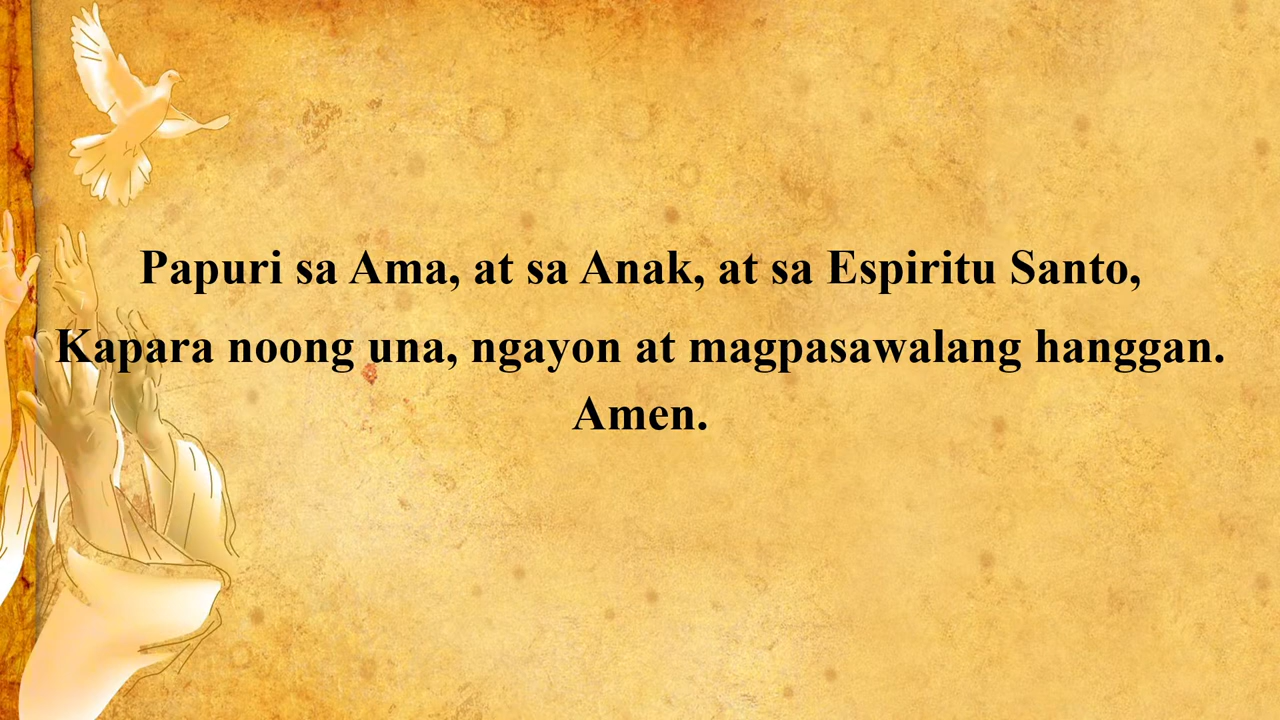 Papuri sa Ama, at sa Anak, at sa Espiritu Santo,
Kapara noong una, ngayon at magpasawalang hanggan.
Amen.